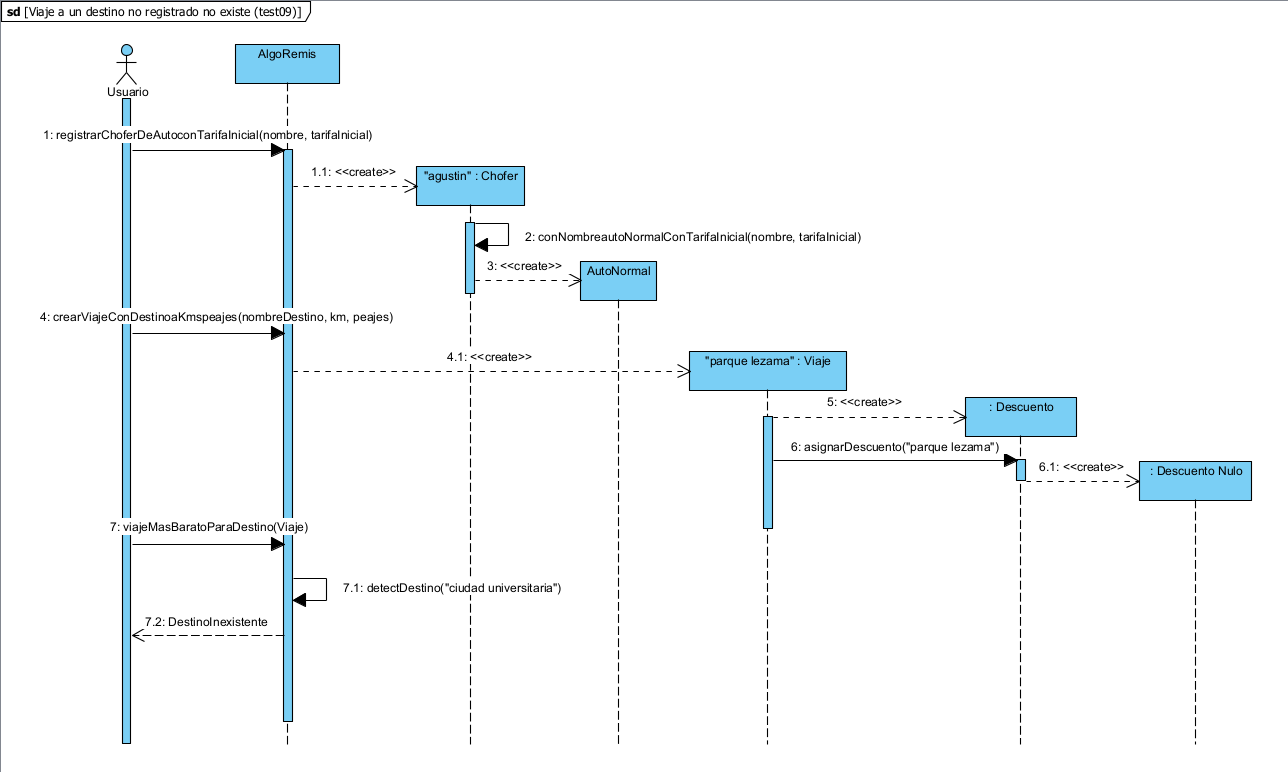 sd [Viaje a un destino no registrado no existe (test09)]
AlgoRemis
Usuario
1: registrarChoferDeAutoconTarifaInicial(nombre, tarifaInicial)
1.1: <<create>>
"agustin" : Chofer
2: conNombreautoNormalConTarifaInicial(nombre, tarifaInicial)
3: <<create>>
AutoNormal
4: crearViajeConDestinoaKmspeajes(nombreDestino, km, peajes)
4.1: <<create>>
"parque lezama" : Viaje
5: <<create>>
: Descuento
6: asignarDescuento("parque lezama")
6.1: <<create>>
: Descuento Nulo
7: viajeMasBaratoParaDestino(Viaje)
7.1: detectDestino("ciudad universitaria")
7.2: DestinoInexistente